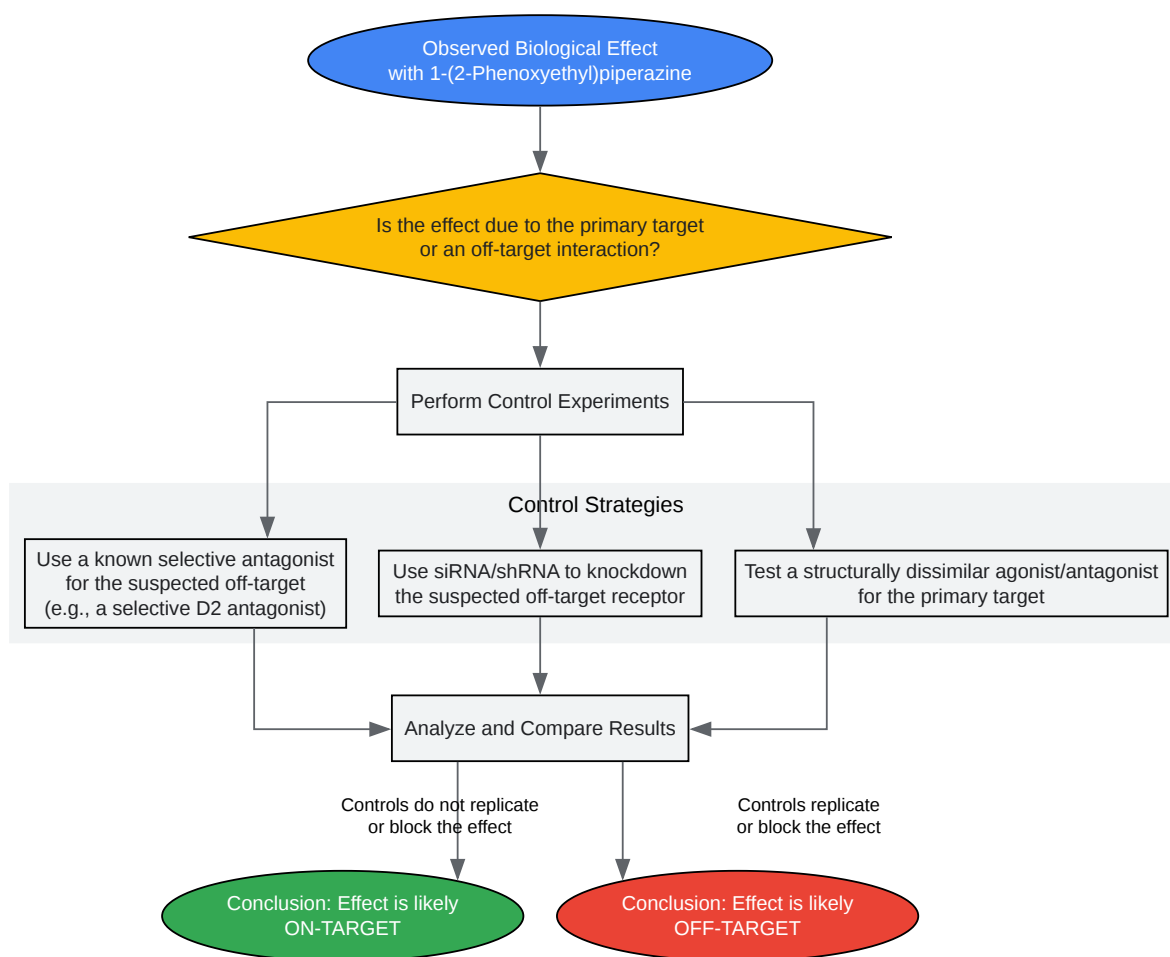 Observed Biological Effect
with 1-(2-Phenoxyethyl)piperazine
Is the effect due to the primary target
or an off-target interaction?
Perform Control Experiments
Control Strategies
Use a known selective antagonist
for the suspected off-target
(e.g., a selective D2 antagonist)
Use siRNA/shRNA to knockdown
the suspected off-target receptor
Test a structurally dissimilar agonist/antagonist
for the primary target
Analyze and Compare Results
Controls do not replicate
or block the effect
Controls replicate
or block the effect
Conclusion: Effect is likely
ON-TARGET
Conclusion: Effect is likely
OFF-TARGET